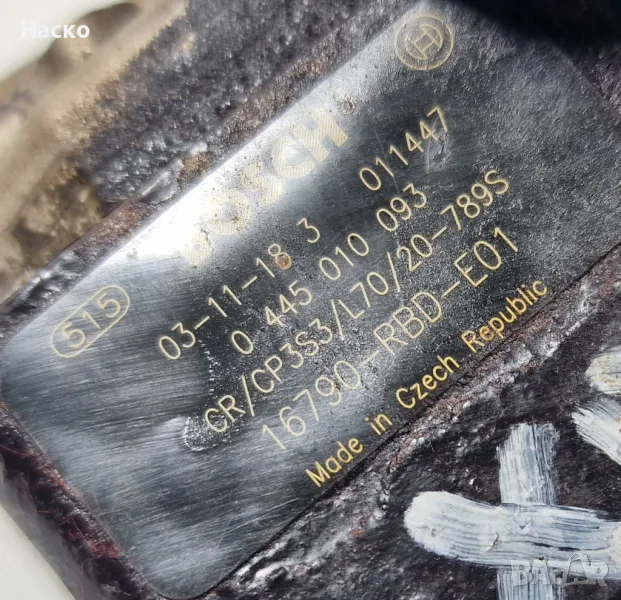 Наско
BOSCH
515
03-11-18 3 011447
0 445 010 093
CR/CP3S3/L70/20-789S
16790-RBD-E01
Made in Czech Republic
BAZAR